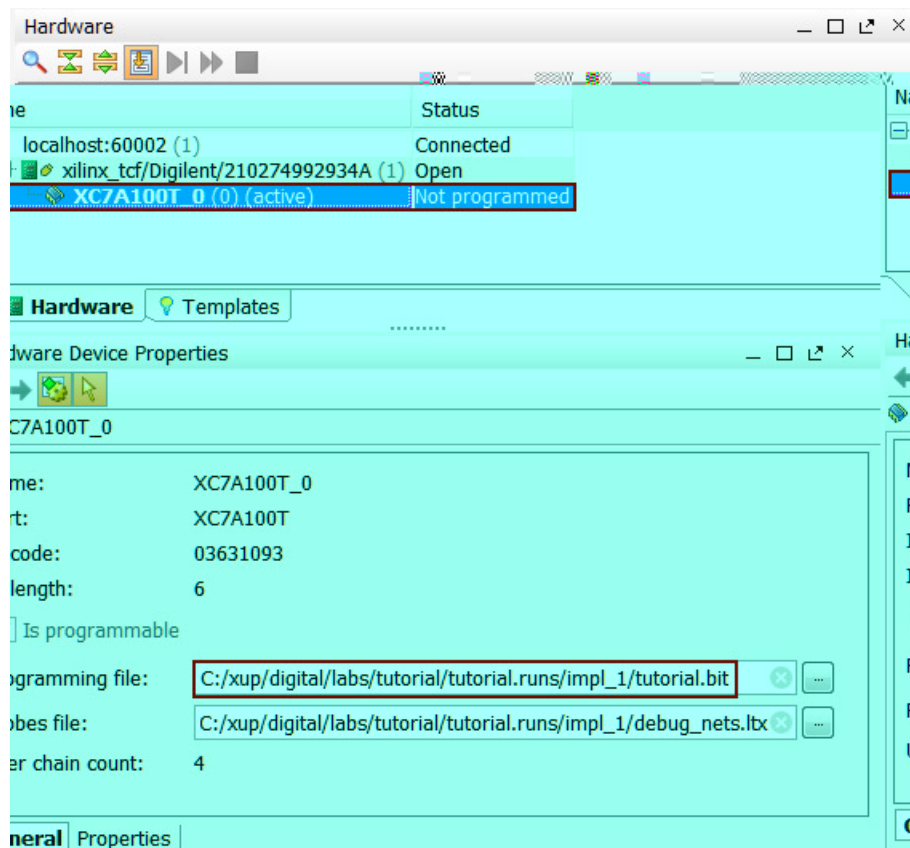 Hardware
Status
localhost:60002 (1) Connected
xilinx_tcf/Digilent/210274992934A (1) Open
XC7A100T_0 (0) (active) Not programmed
Hardware Templates
dware Device Properties
C7A100T_0
me: XC7A100T_0
rt: XC7A100T
code: 03631093
length: 6
Is programmable
ogramming file: C:/xup/digital/labs/tutorial/tutorial.runs/impl_1/tutorial.bit ...
obes file: C:/xup/digital/labs/tutorial/tutorial.runs/impl_1/debug_nets.ltx ...
er chain count: 4
neral Properties